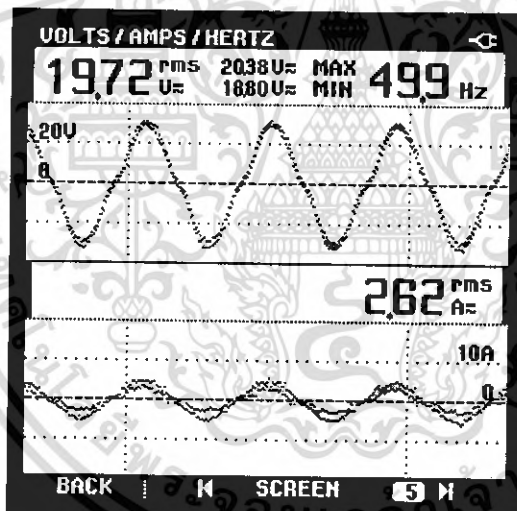 VOLTS/AMPS/HERTZ
19.72 rms V≂ 20.38 V≂ MAX 18.80 V≂ MIN 49.9 Hz
20V
0
2.62 rms A≂
10A
0
BACK SCREEN 5